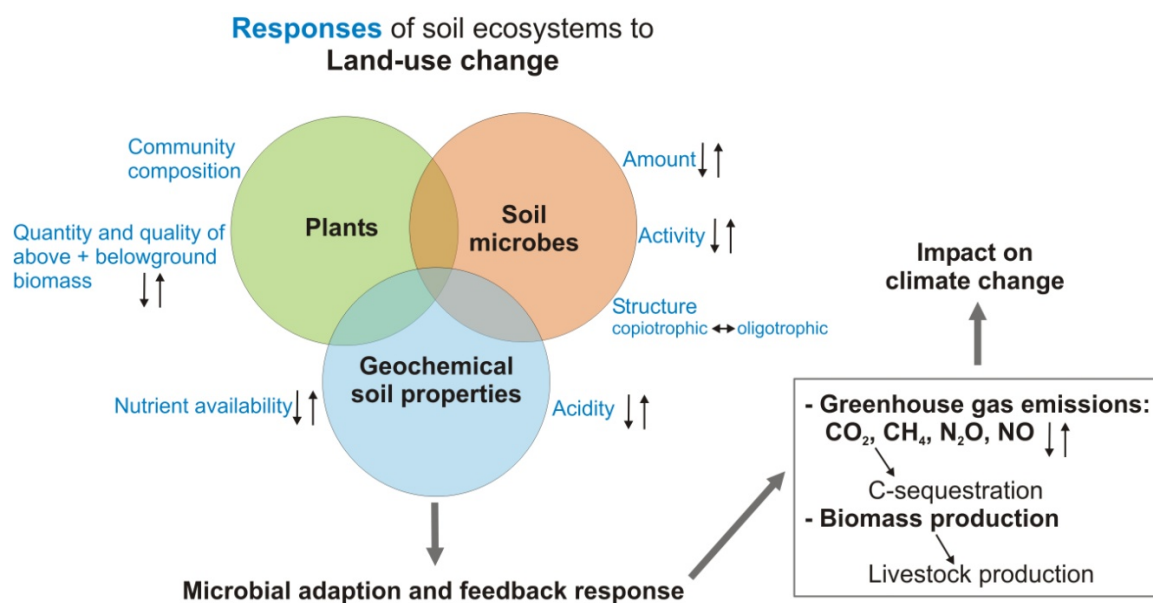 Responses of soil ecosystems to
Land-use change
Community
composition
Quantity and quality of
above + belowground
biomass ↓↑
Plants
Soil
microbes
Amount ↓↑
Activity ↓↑
Structure
copiotrophic ↔ oligotrophic
Geochemical
soil properties
Nutrient availability ↓↑
Acidity ↓↑
Microbial adaption and feedback response
Impact on
climate change
- Greenhouse gas emissions:
CO₂, CH₄, N₂O, NO ↓↑
C-sequestration
- Biomass production
Livestock production